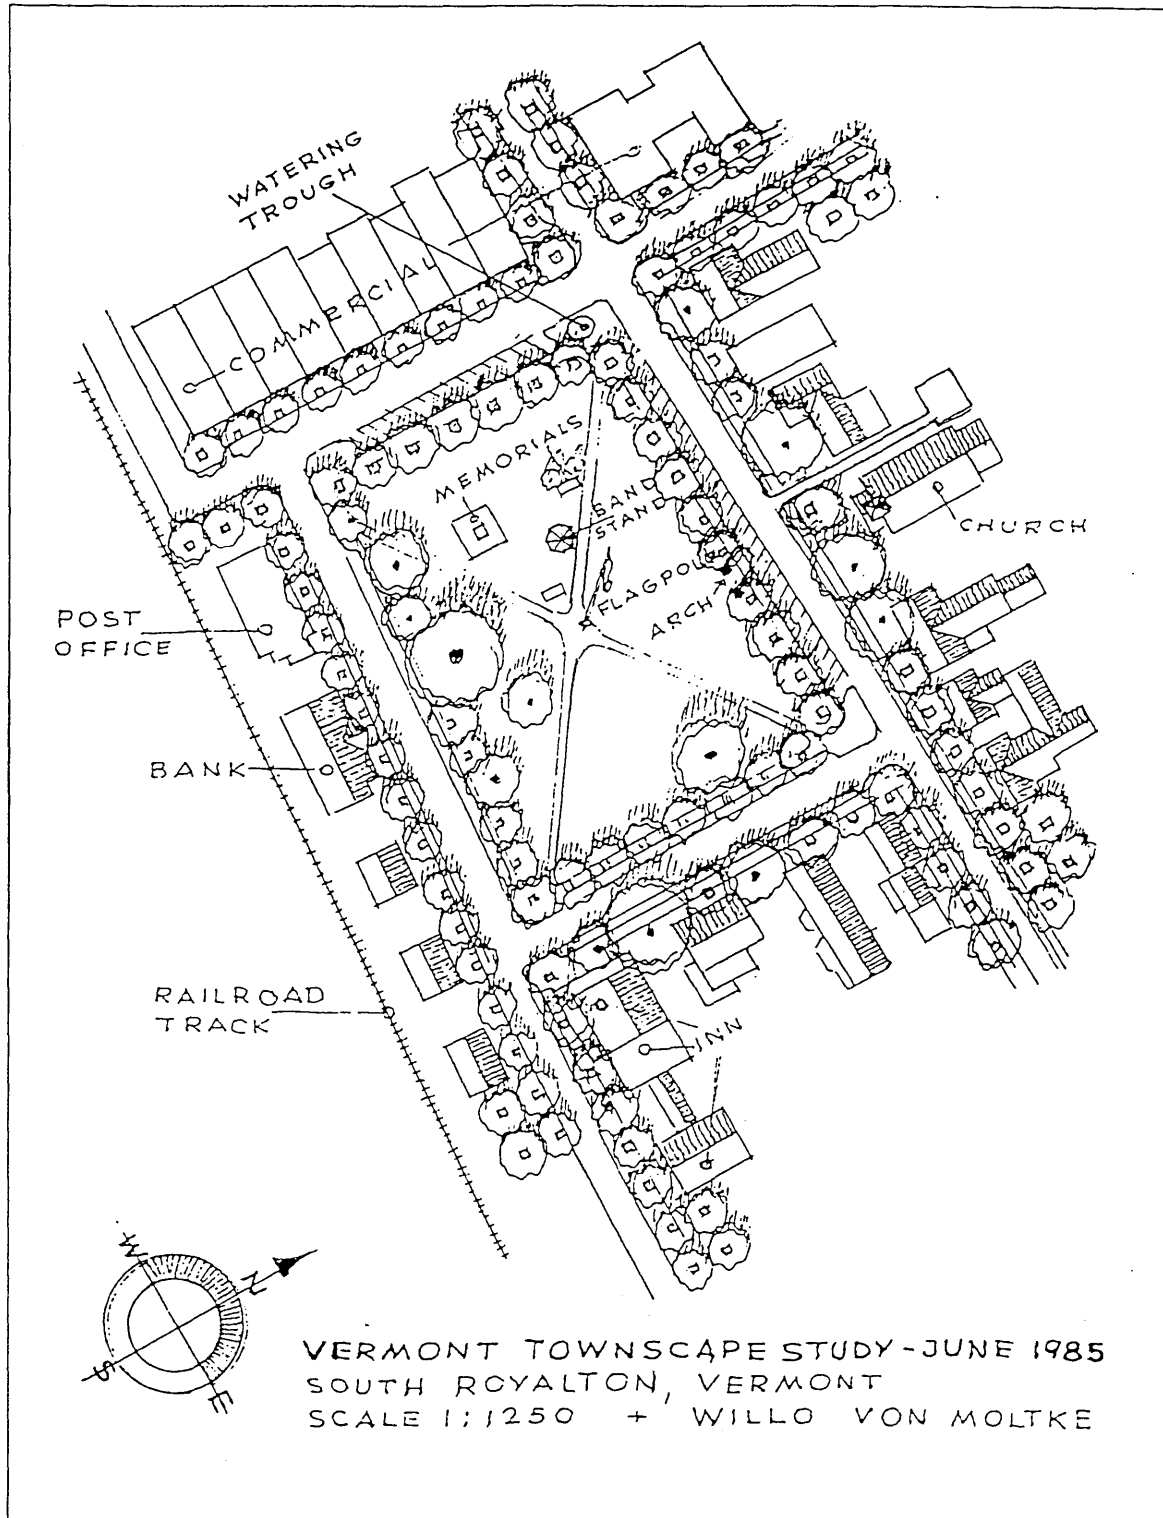 WATERING
TROUGH
COMMERCIAL
MEMORIALS
BAND
STAND
FLAGPOLE
ARCH
CHURCH
POST
OFFICE
BANK
RAILROAD
TRACK
INN
W
N
S
E
VERMONT TOWNSCAPE STUDY-JUNE 1985
SOUTH ROYALTON, VERMONT
SCALE 1:1250 + WILLO VON MOLTKE